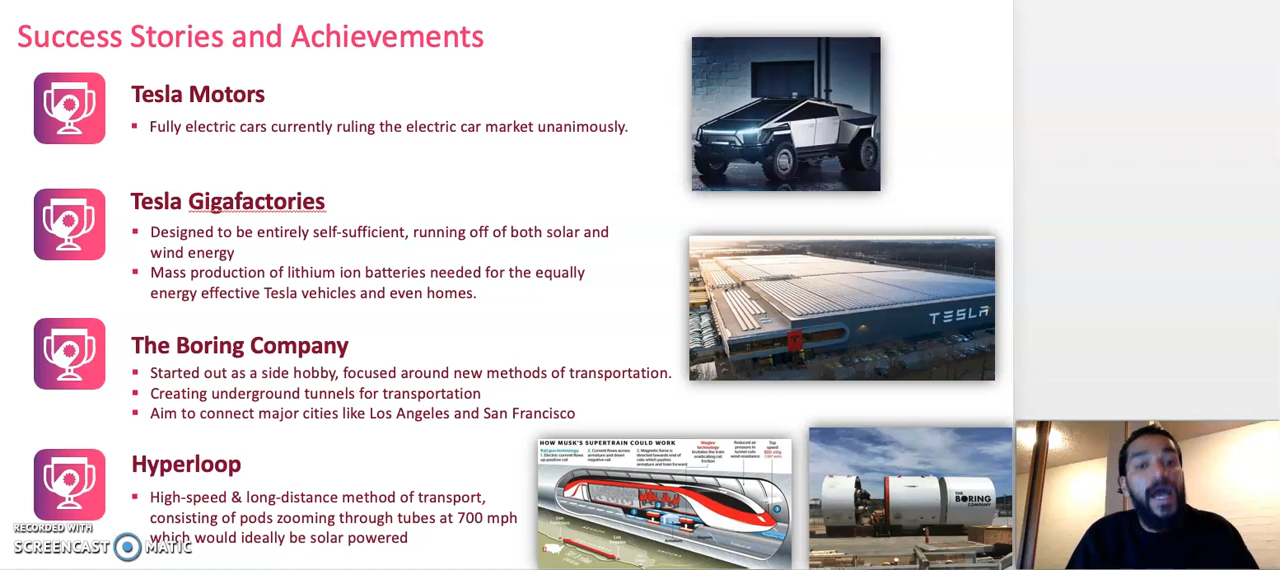 Success Stories and Achievements
Tesla Motors
Fully electric cars currently ruling the electric car market unanimously.
Tesla Gigafactories
Designed to be entirely self-sufficient, running off of both solar and
wind energy
Mass production of lithium ion batteries needed for the equally
energy effective Tesla vehicles and even homes.
TESLA
The Boring Company
Started out as a side hobby, focused around new methods of transportation.
Creating underground tunnels for transportation
Aim to connect major cities like Los Angeles and San Francisco
Hyperloop
High-speed & long-distance method of transport,
consisting of pods zooming through tubes at 700 mph
which would ideally be solar powered
HOW MUSK'S SUPERTRAIN COULD WORK
THE
BORING
COMPANY
RECORDED WITH
SCREENCAST MATIC